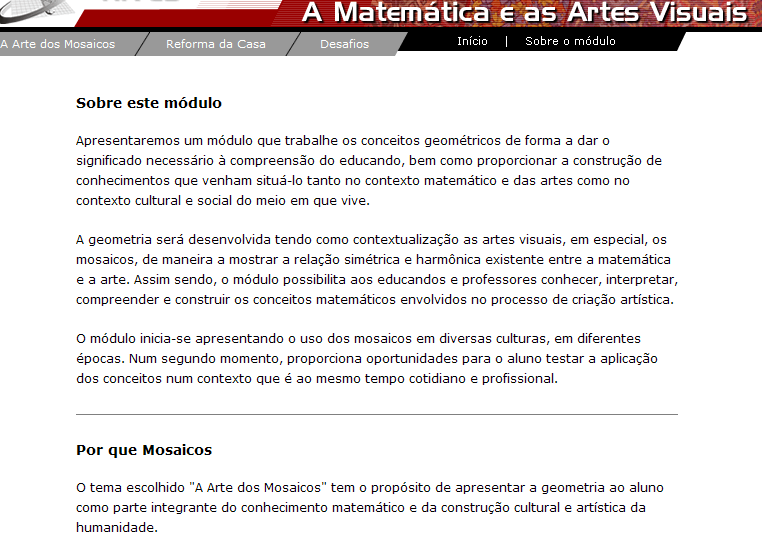 A Matemática e as Artes Visuais
A Arte dos Mosaicos Reforma da Casa Desafios Início | Sobre o módulo
Sobre este módulo
Apresentaremos um módulo que trabalhe os conceitos geométricos de forma a dar o
significado necessário à compreensão do educando, bem como proporcionar a construção de
conhecimentos que venham situá-lo tanto no contexto matemático e das artes como no
contexto cultural e social do meio em que vive.
A geometria será desenvolvida tendo como contextualização as artes visuais, em especial, os
mosaicos, de maneira a mostrar a relação simétrica e harmônica existente entre a matemática
e a arte. Assim sendo, o módulo possibilita aos educandos e professores conhecer, interpretar,
compreender e construir os conceitos matemáticos envolvidos no processo de criação artística.
O módulo inicia-se apresentando o uso dos mosaicos em diversas culturas, em diferentes
épocas. Num segundo momento, proporciona oportunidades para o aluno testar a aplicação
dos conceitos num contexto que é ao mesmo tempo cotidiano e profissional.
Por que Mosaicos
O tema escolhido "A Arte dos Mosaicos" tem o propósito de apresentar a geometria ao aluno
como parte integrante do conhecimento matemático e da construção cultural e artística da
humanidade.